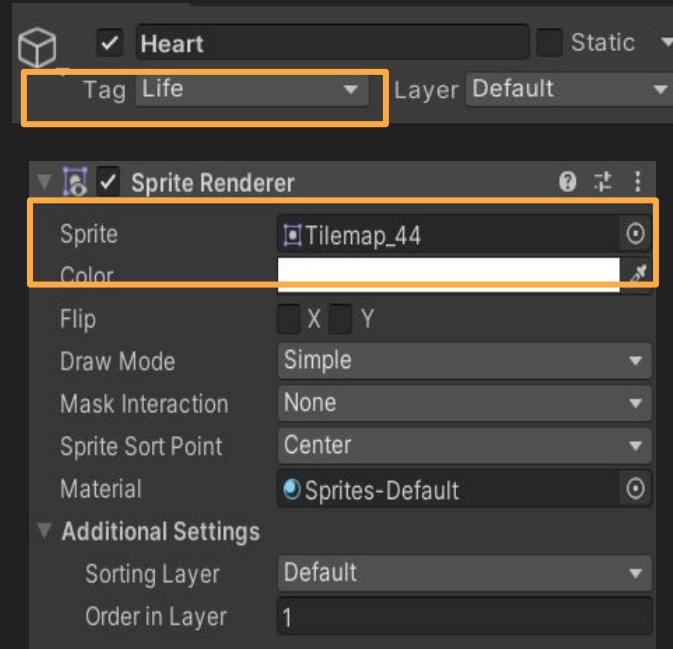 Heart Static
Tag Life Layer Default
Sprite Renderer
Sprite Tilemap_44
Color
Flip X Y
Draw Mode Simple
Mask Interaction None
Sprite Sort Point Center
Material Sprites-Default
Additional Settings
Sorting Layer Default
Order in Layer 1